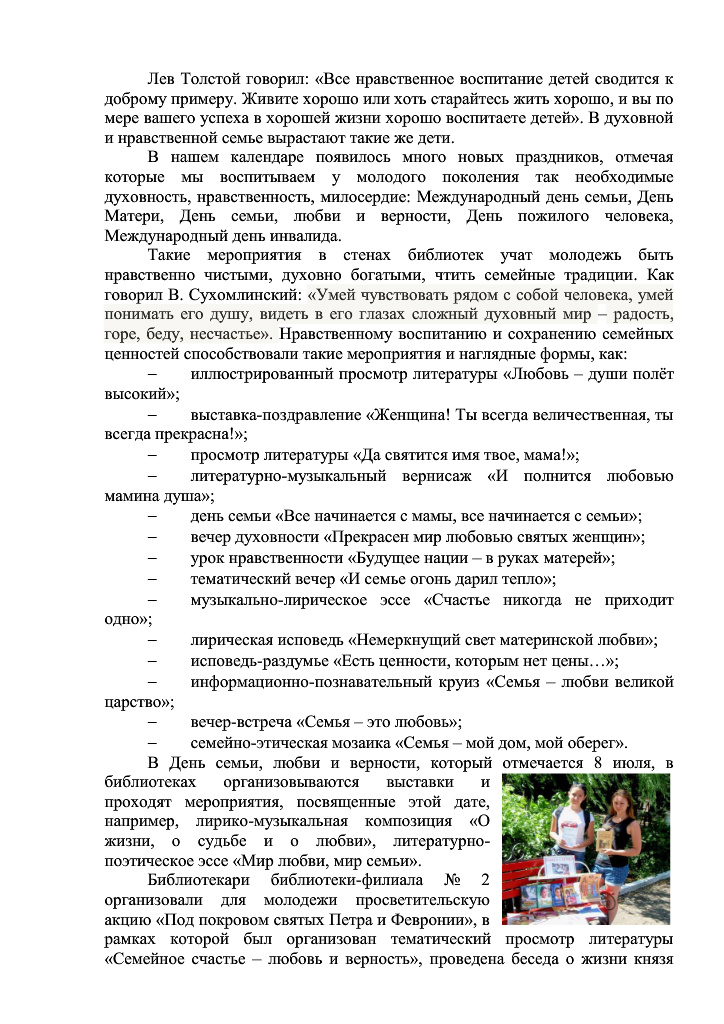 Лев Толстой говорил: «Все нравственное воспитание детей сводится к
доброму примеру. Живите хорошо или хоть старайтесь жить хорошо, и вы по
мере вашего успеха в хорошей жизни хорошо воспитаете детей». В духовной
и нравственной семье вырастают такие же дети.
В нашем календаре появилось много новых праздников, отмечая
которые мы воспитываем у молодого поколения так необходимые
духовность, нравственность, милосердие: Международный день семьи, День
Матери, День семьи, любви и верности, День пожилого человека,
Международный день инвалида.
Такие мероприятия в стенах библиотек учат молодежь быть
нравственно чистыми, духовно богатыми, чтить семейные традиции. Как
говорил В. Сухомлинский: «Умей чувствовать рядом с собой человека, умей
понимать его душу, видеть в его глазах сложный духовный мир – радость,
горе, беду, несчастье». Нравственному воспитанию и сохранению семейных
ценностей способствовали такие мероприятия и наглядные формы, как:
– иллюстрированный просмотр литературы «Любовь – души полёт
высокий»;
– выставка-поздравление «Женщина! Ты всегда величественная, ты
всегда прекрасна!»;
– просмотр литературы «Да святится имя твое, мама!»;
– литературно-музыкальный вернисаж «И полнится любовью
мамина душа»;
– день семьи «Все начинается с мамы, все начинается с семьи»;
– вечер духовности «Прекрасен мир любовью святых женщин»;
– урок нравственности «Будущее нации – в руках матерей»;
– тематический вечер «И семье огонь дарил тепло»;
– музыкально-лирическое эссе «Счастье никогда не приходит
одно»;
– лирическая исповедь «Немеркнущий свет материнской любви»;
– исповедь-раздумье «Есть ценности, которым нет цены…»;
– информационно-познавательный круиз «Семья – любви великой
царство»;
– вечер-встреча «Семья – это любовь»;
– семейно-этическая мозаика «Семья – мой дом, мой оберег».
В День семьи, любви и верности, который отмечается 8 июля, в
библиотеках организовываются выставки и
проходят мероприятия, посвященные этой дате,
например, лирико-музыкальная композиция «О
жизни, о судьбе и о любви», литературно-
поэтическое эссе «Мир любви, мир семьи».
Библиотекари библиотеки-филиала № 2
организовали для молодежи просветительскую
акцию «Под покровом святых Петра и Февронии», в
рамках которой был организован тематический просмотр литературы
«Семейное счастье – любовь и верность», проведена беседа о жизни князя